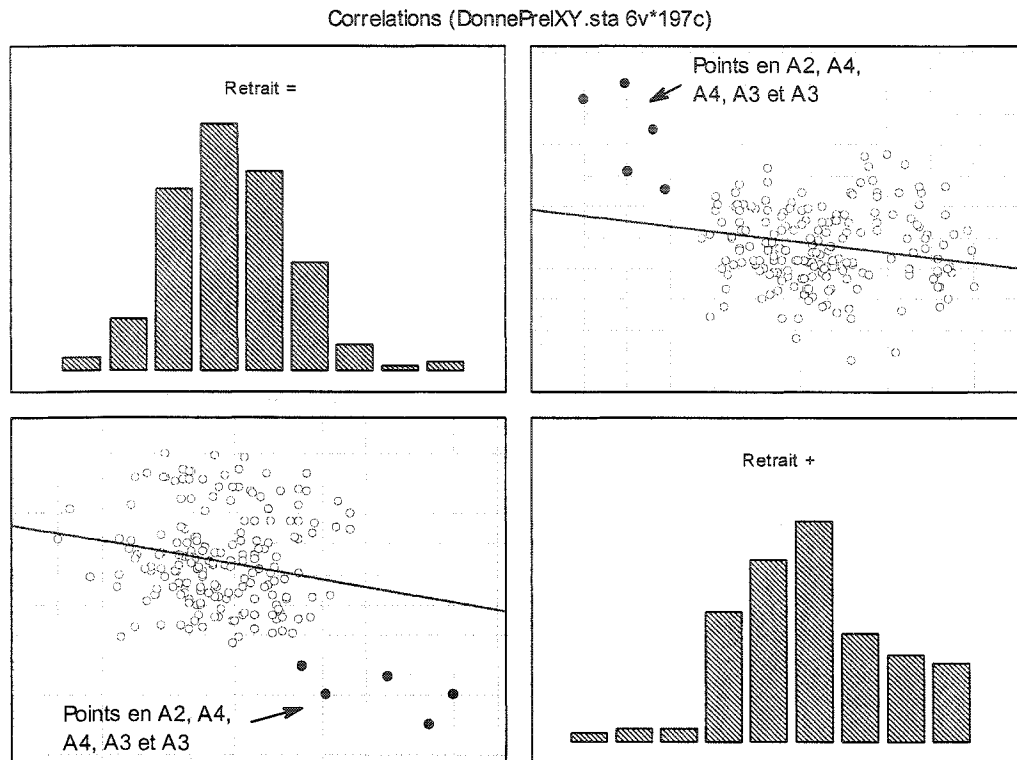 Correlations (DonnePrelXY.sta 6v*197c)
Retrait =
Points en A2, A4,
A4, A3 et A3
Points en A2, A4,
A4, A3 et A3
Retrait +